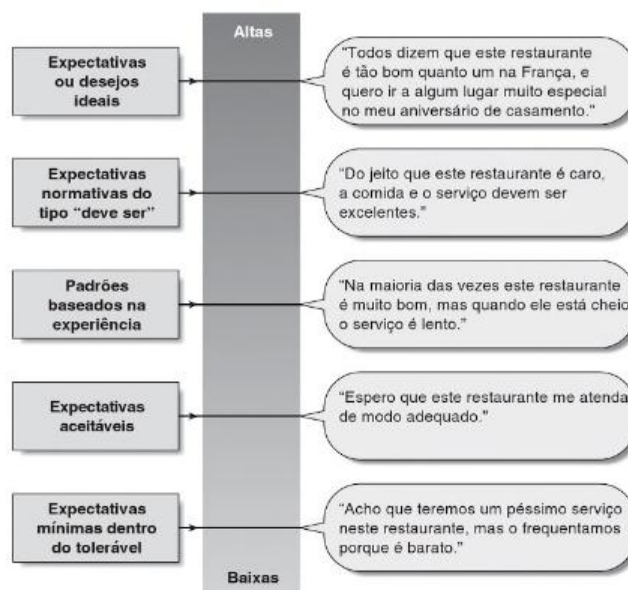 Altas
Expectativas
ou desejos
ideais
"Todos dizem que este restaurante
é tão bom quanto um na França, e
quero ir a algum lugar muito especial
no meu aniversário de casamento."
Expectativas
normativas do
tipo "deve ser"
"Do jeito que este restaurante é caro,
a comida e o serviço devem ser
excelentes."
Padrões
baseados na
experiência
"Na maioria das vezes este restaurante
é muito bom, mas quando ele está cheio
o serviço é lento."
Expectativas
aceitáveis
"Espero que este restaurante me atenda
de modo adequado."
Expectativas
mínimas dentro
do tolerável
"Acho que teremos um péssimo serviço
neste restaurante, mas o frequentamos
porque é barato."
Baixas